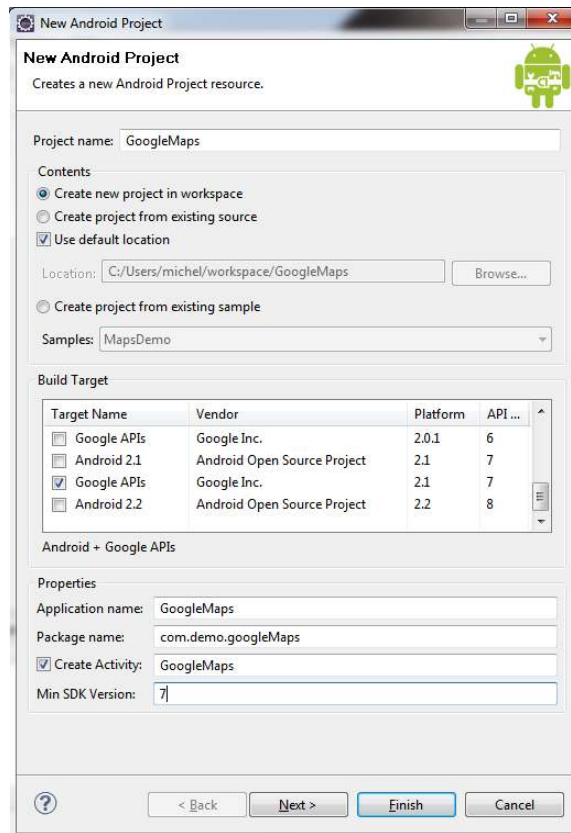 New Android Project
New Android Project
Creates a new Android Project resource.
Project name: GoogleMaps
Contents
Create new project in workspace
Create project from existing source
Use default location
Location: C:/Users/michel/workspace/GoogleMaps Browse...
Create project from existing sample
Samples: MapsDemo
Build Target
Target Name Vendor Platform API ...
Google APIs Google Inc. 2.0.1 6
Android 2.1 Android Open Source Project 2.1 7
Google APIs Google Inc. 2.1 7
Android 2.2 Android Open Source Project 2.2 8
Android + Google APIs
Properties
Application name: GoogleMaps
Package name: com.demo.googleMaps
Create Activity: GoogleMaps
Min SDK Version: 7
? < Back Next > Finish Cancel